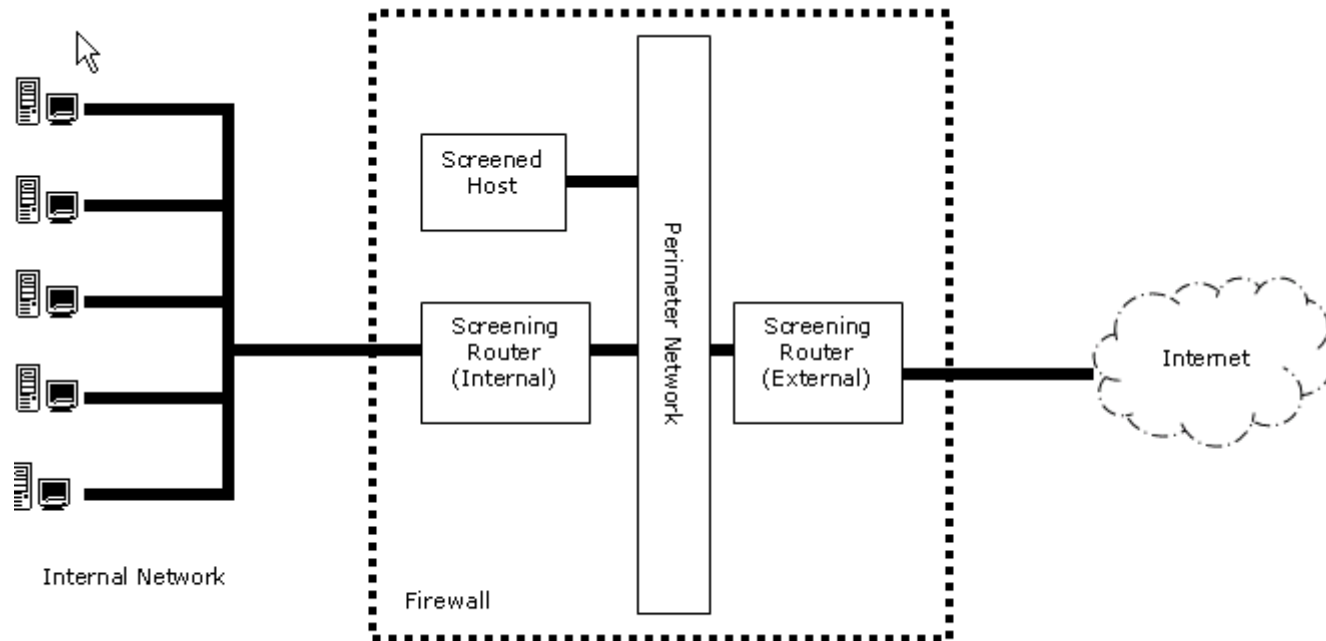 Screened
Host
Perimeter Network
Screening
Router
(Internal)
Screening
Router
(External)
Internet
Internal Network
Firewall